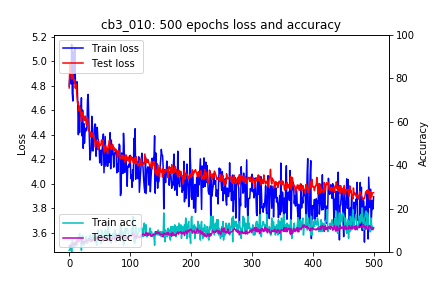 cb3_010: 500 epochs loss and accuracy
5.2
5.0
4.8
4.6
4.4
4.2
4.0
3.8
3.6
Loss
Train loss
Test loss
Train acc
Test acc
100
80
60
40
20
0
Accuracy
0 100 200 300 400 500